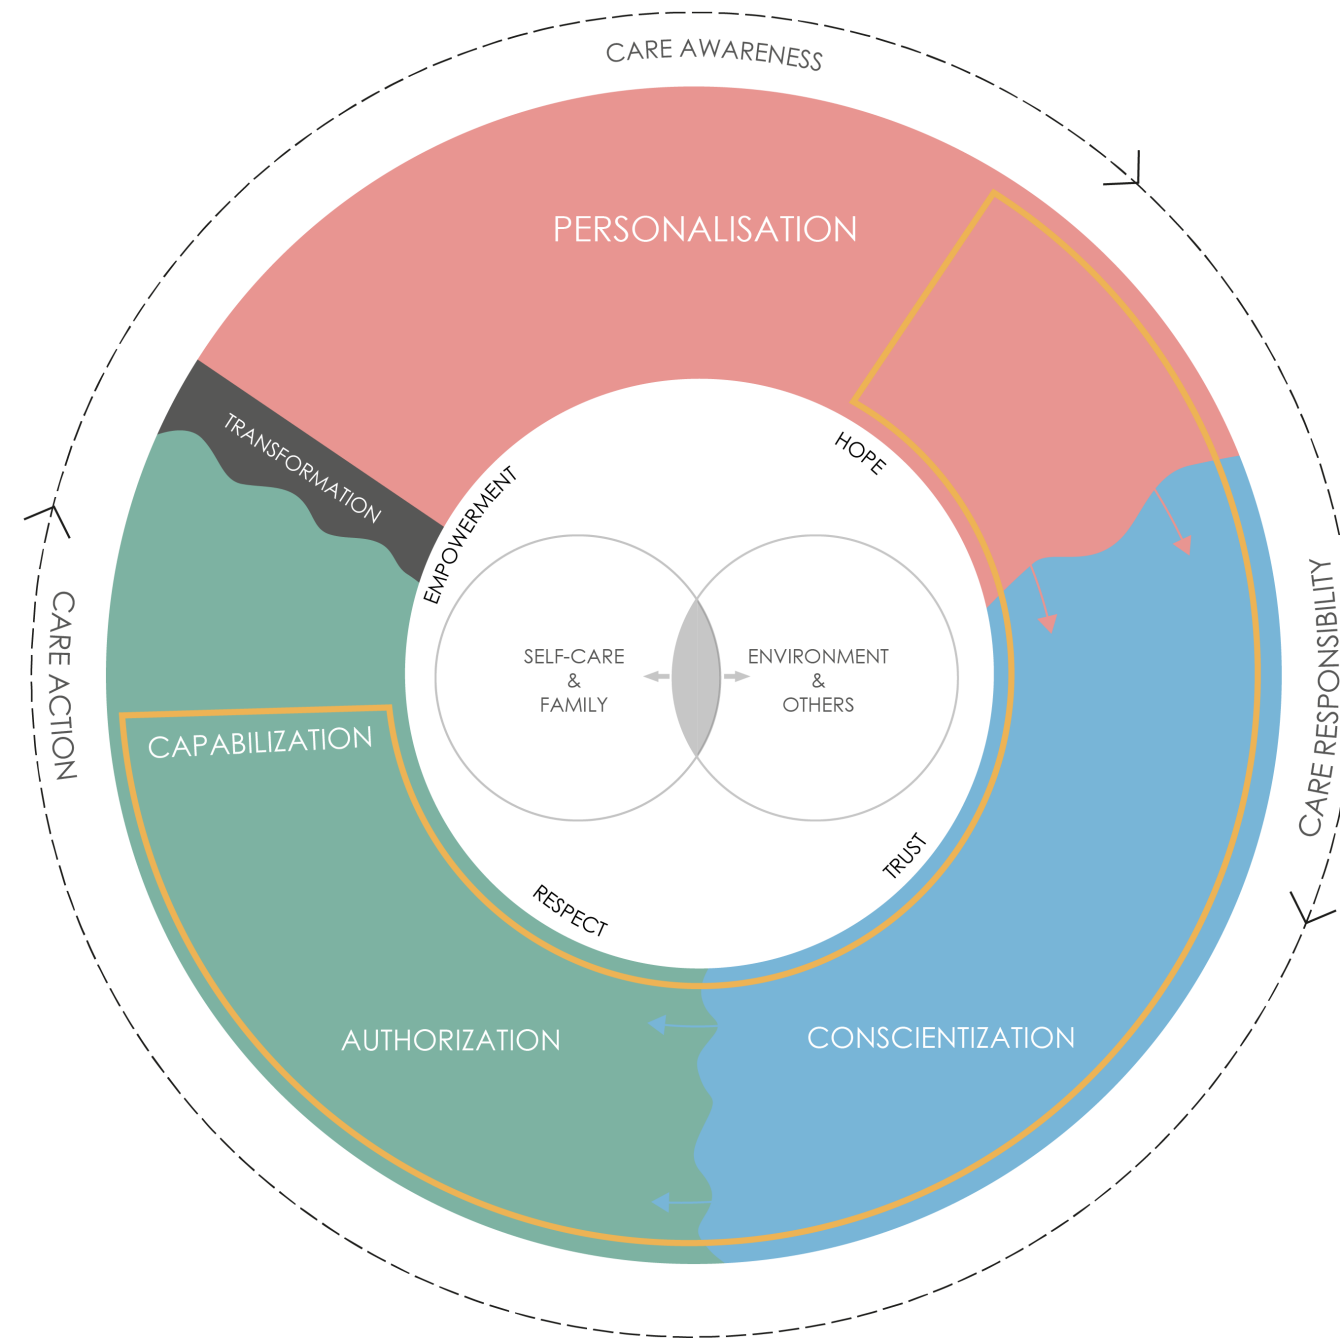 CARE AWARENESS
PERSONALISATION
TRANSFORMATION
HOPE
EMPOWERMENT
SELF-CARE
&
FAMILY
ENVIRONMENT
&
OTHERS
CARE ACTION
CARE RESPONSIBILITY
CAPABILIZATION
TRUST
RESPECT
AUTHORIZATION
CONSCIENTIZATION